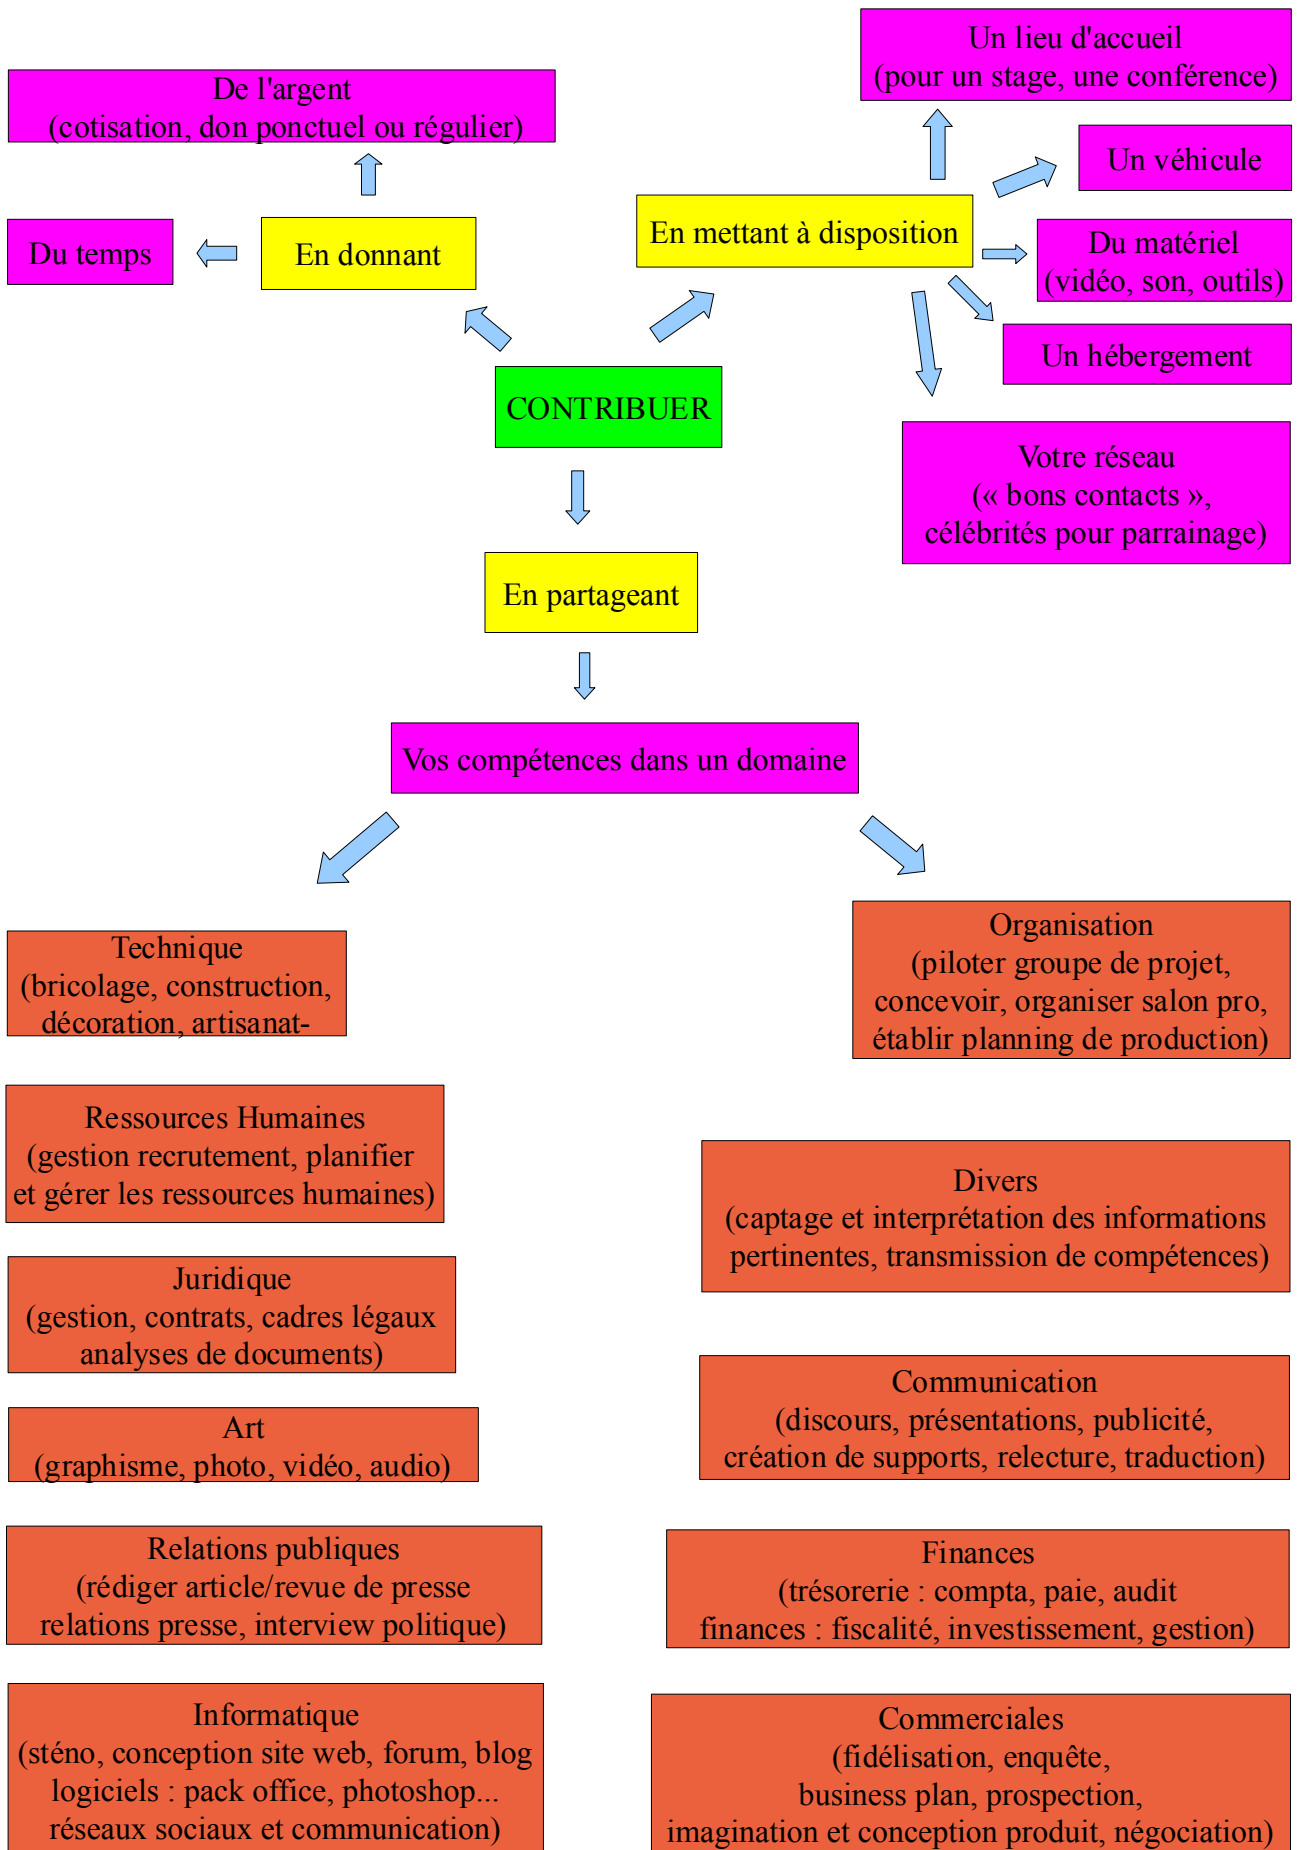 Un lieu d'accueil
(pour un stage, une conférence)
De l'argent
(cotisation, don ponctuel ou régulier)
Un véhicule
En mettant à disposition
Du temps
En donnant
Du matériel
(vidéo, son, outils)
Un hébergement
CONTRIBUER
Votre réseau
(« bons contacts »,
célébrités pour parrainage)
En partageant
Vos compétences dans un domaine
Technique
(bricolage, construction,
décoration, artisanat-
Organisation
(piloter groupe de projet,
concevoir, organiser salon pro,
établir planning de production)
Ressources Humaines
(gestion recrutement, planifier
et gérer les ressources humaines)
Divers
(captage et interprétation des informations
pertinentes, transmission de compétences)
Juridique
(gestion, contrats, cadres légaux
analyses de documents)
Communication
(discours, présentations, publicité,
création de supports, relecture, traduction)
Art
(graphisme, photo, vidéo, audio)
Relations publiques
(rédiger article/revue de presse
relations presse, interview politique)
Finances
(trésorerie : compta, paie, audit
finances : fiscalité, investissement, gestion)
Informatique
(sténo, conception site web, forum, blog
logiciels : pack office, photoshop...
réseaux sociaux et communication)
Commerciales
(fidélisation, enquête,
business plan, prospection,
imagination et conception produit, négociation)